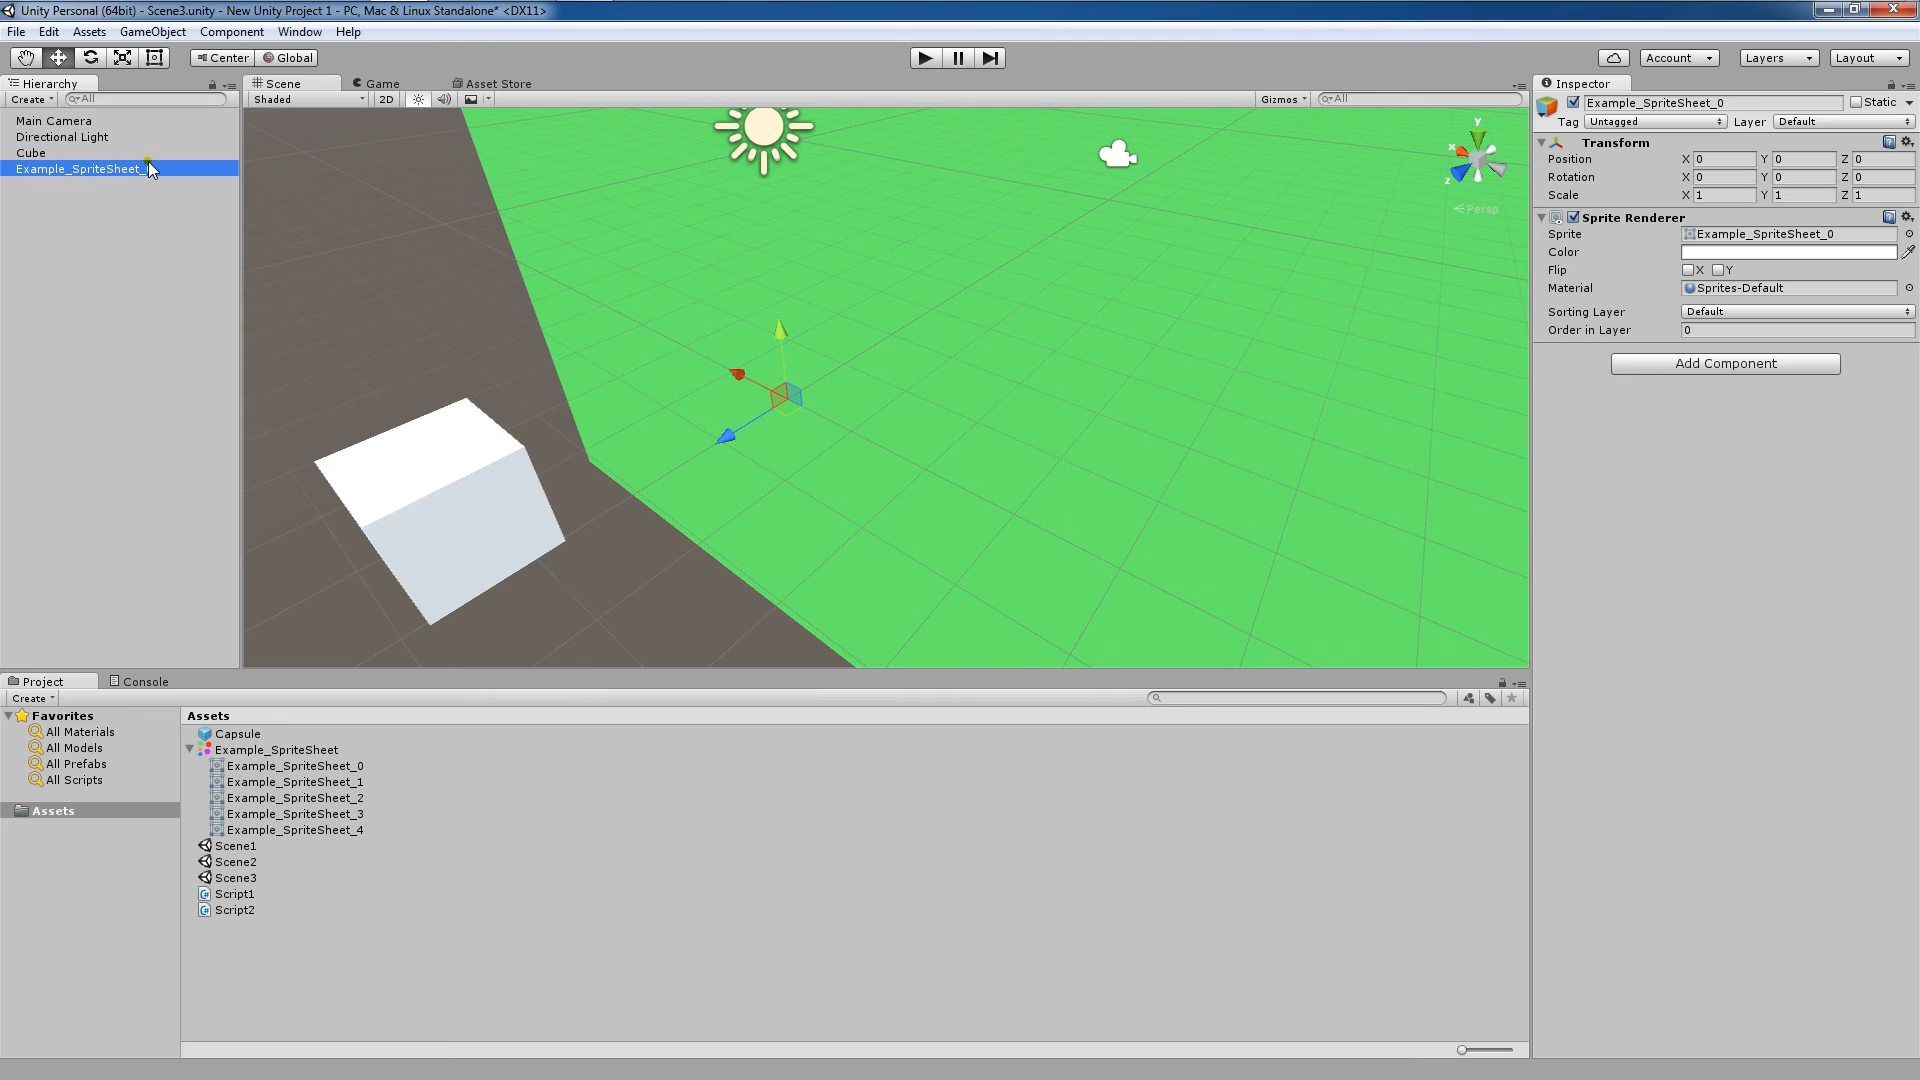 Unity Personal (64bit) - Scene3.unity - New Unity Project 1 - PC, Mac & Linux Standalone* <DX11>
File Edit Assets GameObject Component Window Help
Center Global Account Layers Layout
Hierarchy
Create All
Main Camera
Directional Light
Cube
Example_SpriteSheet_
Scene Game Asset Store
Shaded 2D Gizmos All
y
x
z
Persp
Inspector
Example_SpriteSheet_0 Static
Tag Untagged Layer Default
Transform
Position X 0 Y 0 Z 0
Rotation X 0 Y 0 Z 0
Scale X 1 Y 1 Z 1
Sprite Renderer
Sprite Example_SpriteSheet_0
Color
Flip X Y
Material Sprites-Default
Sorting Layer Default
Order in Layer 0
Add Component
Project Console
Create
Favorites
All Materials
All Models
All Prefabs
All Scripts
Assets
Assets
Capsule
Example_SpriteSheet
Example_SpriteSheet_0
Example_SpriteSheet_1
Example_SpriteSheet_2
Example_SpriteSheet_3
Example_SpriteSheet_4
Scene1
Scene2
Scene3
Script1
Script2